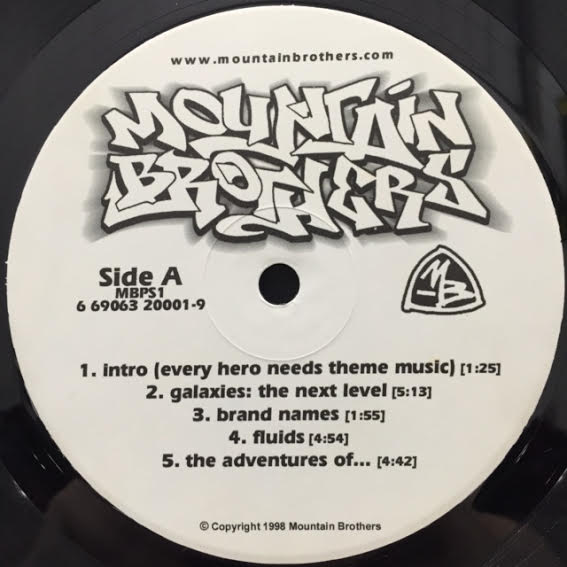 www.mountainbrothers.com
MOUNTAIN
BROTHERS
Side A
MBPS1
6 69063 20001-9
MB
1. intro (every hero needs theme music) [1:25]
2. galaxies: the next level [5:13]
3. brand names [1:55]
4. fluids [4:54]
5. the adventures of... [4:42]
© Copyright 1998 Mountain Brothers